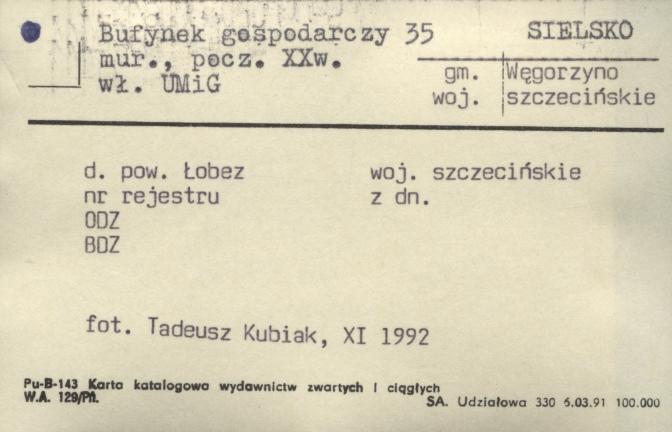 Bufynek gospodarczy 35 SIELSKO
mur., pocz. XXw.
wł. UMiG
gm. Węgorzyno
woj. szczecińskie
d. pow. Łobez woj. szczecińskie
nr rejestru z dn.
ODZ
BDZ
fot. Tadeusz Kubiak, XI 1992
Pu-B-143 Karta katalogowa wydawnictw zwartych i ciągłych
W.A. 129/Pft. SA. Udziałowa 330 6.03.91 100.000